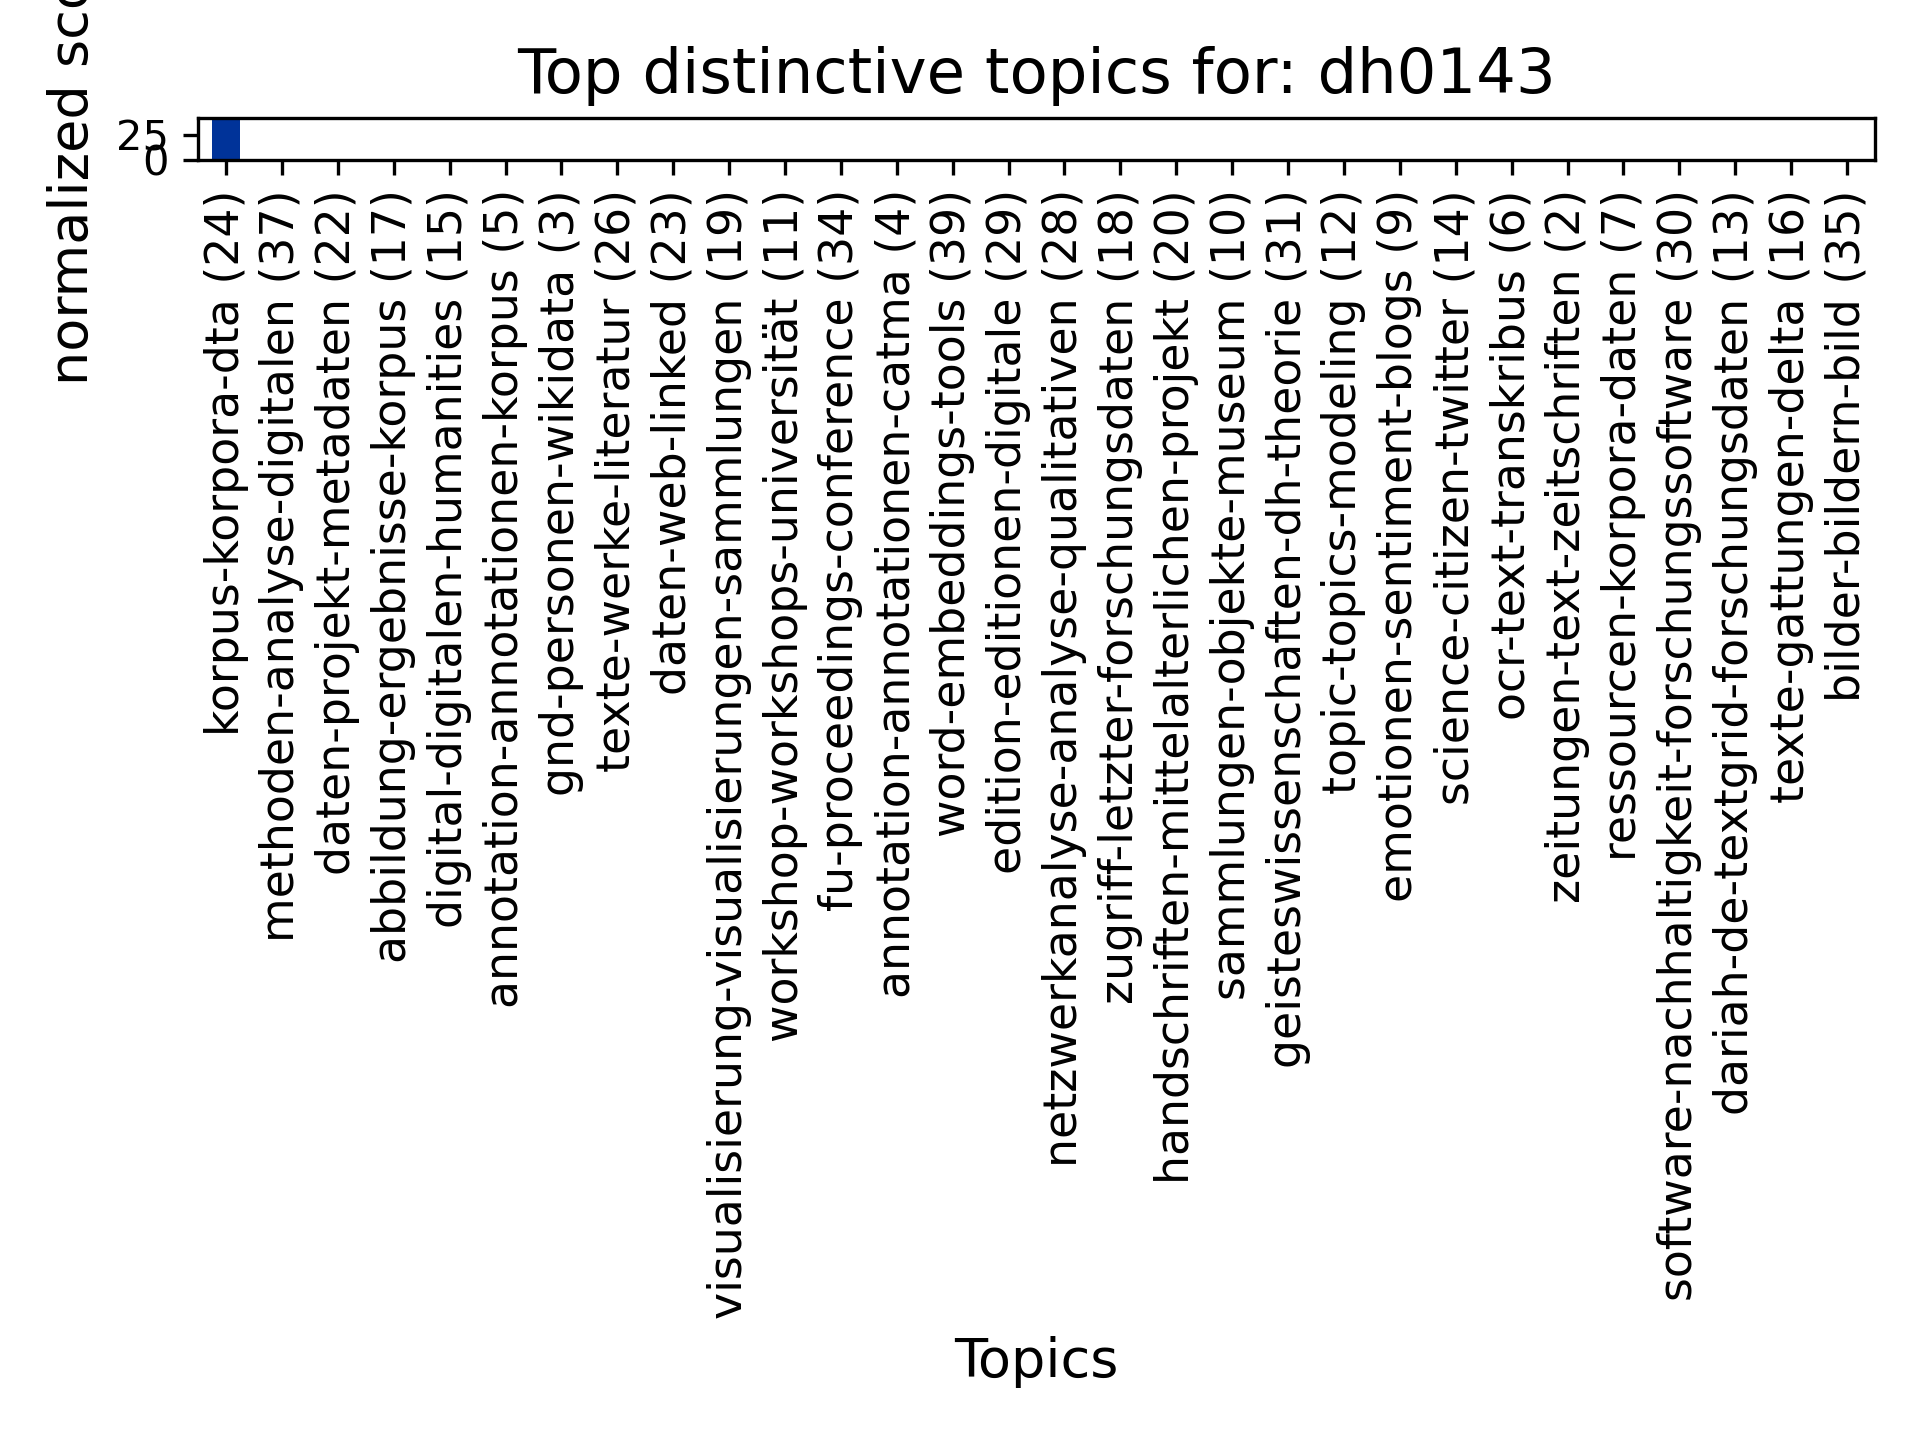 Top distinctive topics for: dh0143
normalized sco
25
0
korpus-korpora-dta (24)
methoden-analyse-digitalen (37)
daten-projekt-metadaten (22)
abbildung-ergebnisse-korpus (17)
digital-digitalen-humanities (15)
annotation-annotationen-korpus (5)
gnd-personen-wikidata (3)
texte-werke-literatur (26)
daten-web-linked (23)
visualisierung-visualisierungen-sammlungen (19)
workshop-workshops-universität (11)
fu-proceedings-conference (34)
annotation-annotationen-catma (4)
word-embeddings-tools (39)
edition-editionen-digitale (29)
netzwerkanalyse-analyse-qualitativen (28)
zugriff-letzter-forschungsdaten (18)
handschriften-mittelalterlichen-projekt (20)
sammlungen-objekte-museum (10)
geisteswissenschaften-dh-theorie (31)
topic-topics-modeling (12)
emotionen-sentiment-blogs (9)
science-citizen-twitter (14)
ocr-text-transkribus (6)
zeitungen-text-zeitschriften (2)
ressourcen-korpora-daten (7)
software-nachhaltigkeit-forschungssoftware (30)
dariah-de-textgrid-forschungsdaten (13)
texte-gattungen-delta (16)
bilder-bildern-bild (35)
Topics